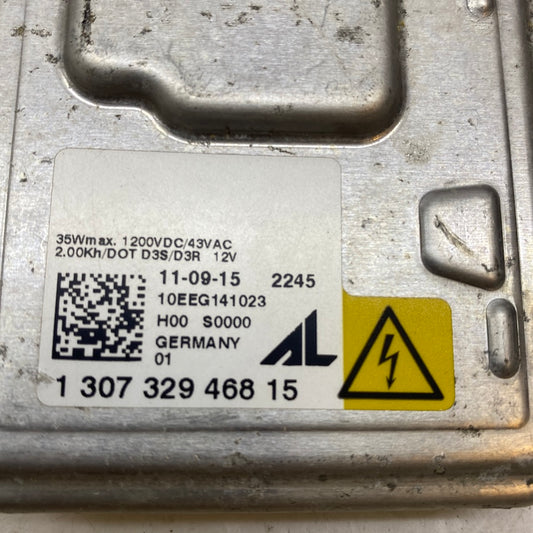 35Wmax. 1200VDC/43VAC
2.00Kh/DOT D3S/D3R 12V
11-09-15 2245
10EEG141023
H00 S0000
GERMANY
01
AL
1 307 329 468 15